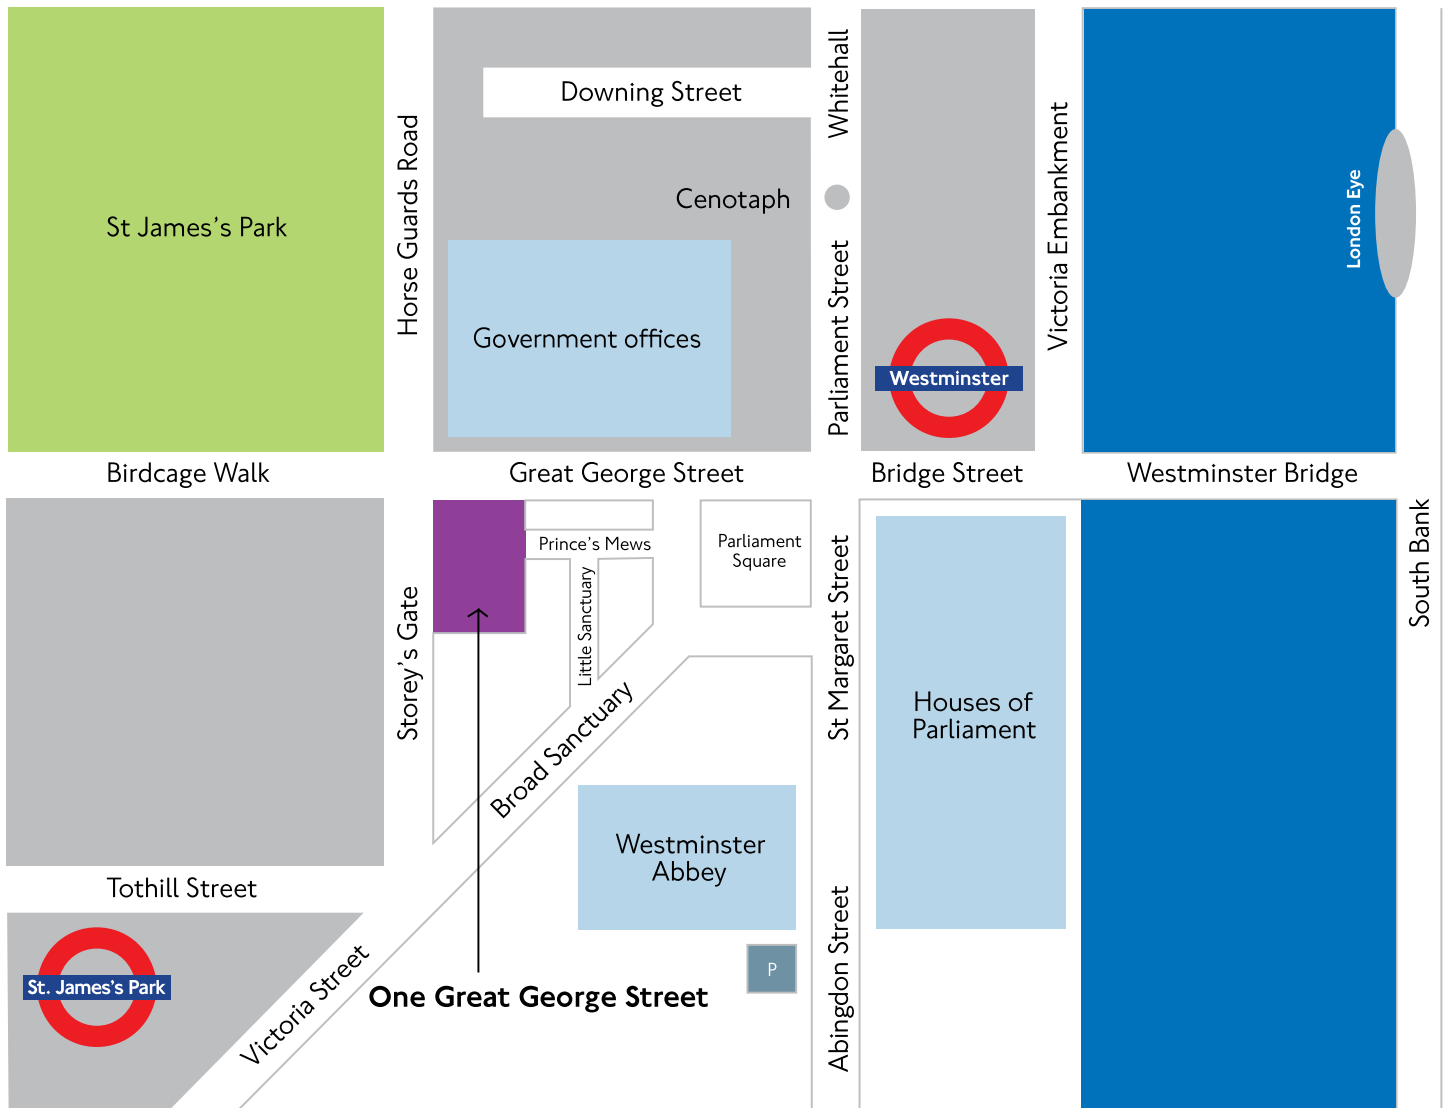 Downing Street
Whitehall
Horse Guards Road
Victoria Embankment
St James’s Park
Cenotaph
London Eye
Government offices
Parliament Street
Westminster
Birdcage Walk
Great George Street
Bridge Street
Westminster Bridge
South Bank
Prince’s Mews
Parliament
Square
Little Sanctuary
Storey’s Gate
St Margaret Street
Houses of
Parliament
Broad Sanctuary
Westminster
Abbey
Tothill Street
Abingdon Street
St. James’s Park
Victoria Street
P
One Great George Street